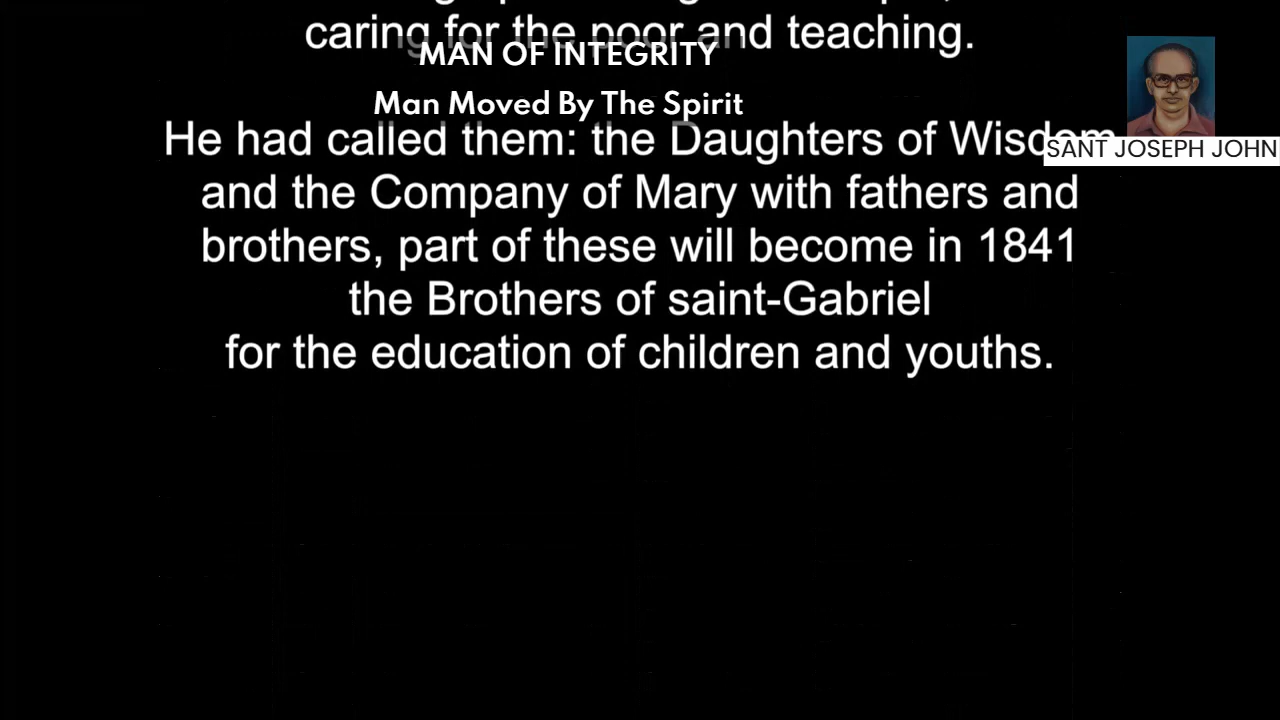 caring for the poor and teaching.
MAN OF INTEGRITY
Man Moved By The Spirit
He had called them: the Daughters of Wisdom
SANT JOSEPH JOHN
and the Company of Mary with fathers and
brothers, part of these will become in 1841
the Brothers of saint-Gabriel
for the education of children and youths.